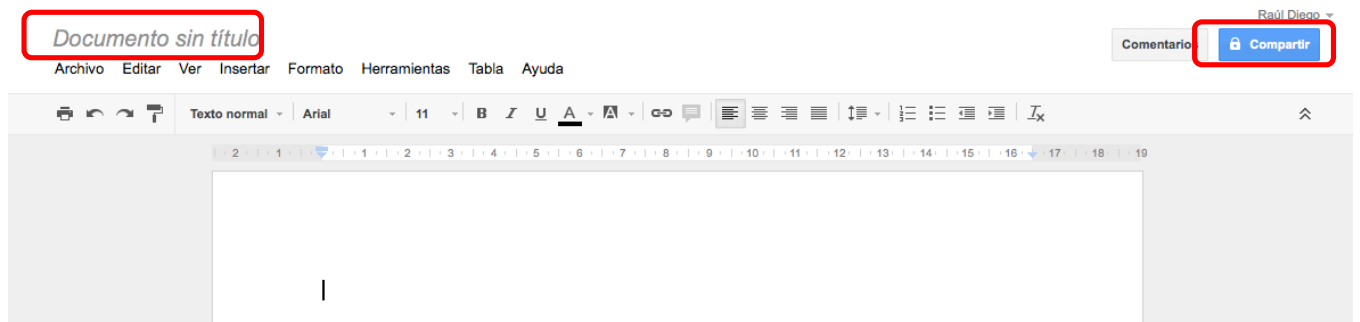 Raúl Diego
Documento sin título
Comentarios Compartir
Archivo Editar Ver Insertar Formato Herramientas Tabla Ayuda
Texto normal Arial 11 B I U A A
2 1 1 2 3 4 5 6 7 8 9 10 11 12 13 14 15 16 17 18 19